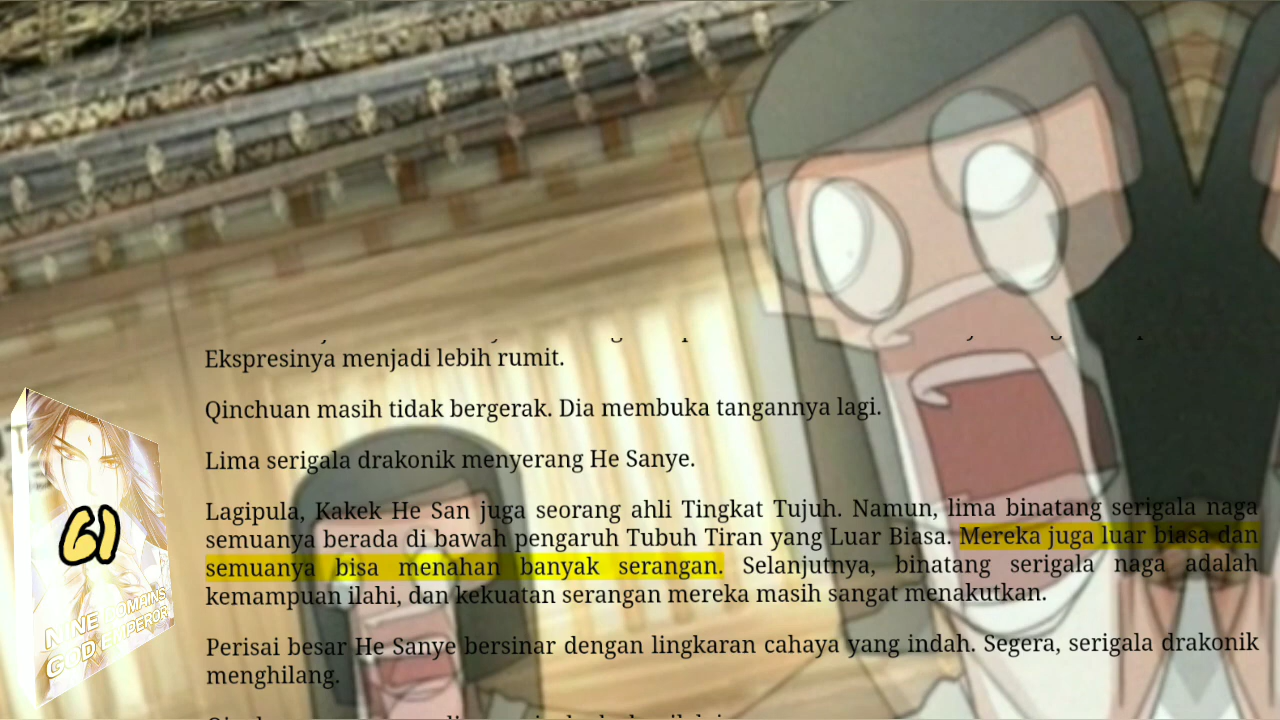 Ekspresinya menjadi lebih rumit.
Qinchuan masih tidak bergerak. Dia membuka tangannya lagi.
Lima serigala drakonik menyerang He Sanye.
Lagipula, Kakek He San juga seorang ahli Tingkat Tujuh. Namun, lima binatang serigala naga
semuanya berada di bawah pengaruh Tubuh Tiran yang Luar Biasa. Mereka juga luar biasa dan
semuanya bisa menahan banyak serangan. Selanjutnya, binatang serigala naga adalah
kemampuan ilahi, dan kekuatan serangan mereka masih sangat menakutkan.
Perisai besar He Sanye bersinar dengan lingkaran cahaya yang indah. Segera, serigala drakonik
menghilang.
61
NINE DOMAINS
GOD EMPEROR